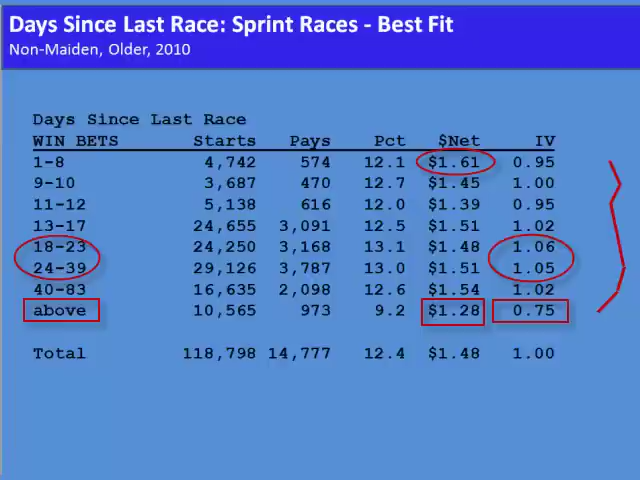 Days Since Last Race: Sprint Races - Best Fit
Non-Maiden, Older, 2010
Days Since Last Race
WIN BETS Starts Pays Pct $Net IV
1-8 4,742 574 12.1 $1.61 0.95
9-10 3,687 470 12.7 $1.45 1.00
11-12 5,138 616 12.0 $1.39 0.95
13-17 24,655 3,091 12.5 $1.51 1.02
18-23 24,250 3,168 13.1 $1.48 1.06
24-39 29,126 3,787 13.0 $1.51 1.05
40-83 16,635 2,098 12.6 $1.54 1.02
above 10,565 973 9.2 $1.28 0.75
Total 118,798 14,777 12.4 $1.48 1.00